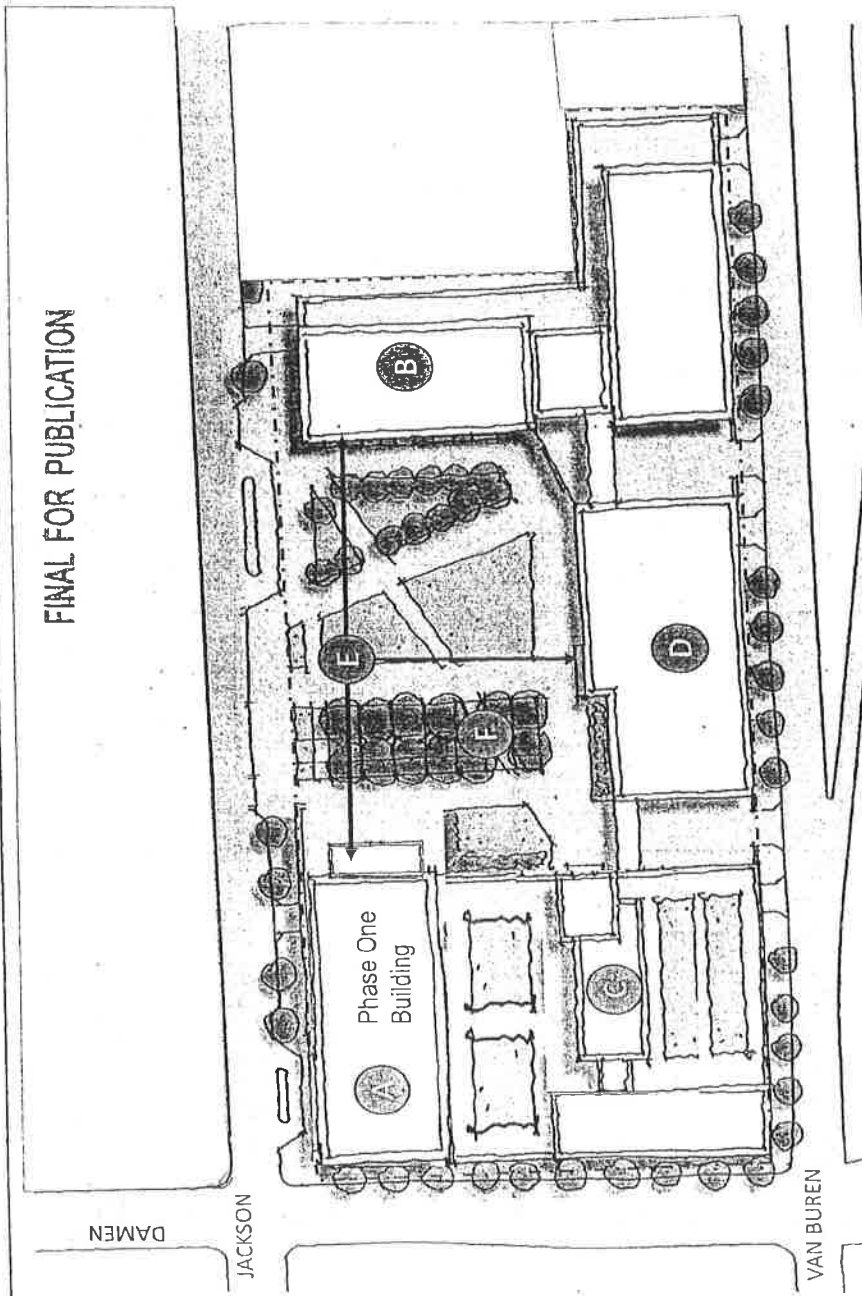 FINAL FOR PUBLICATION
B
E
F
D
Phase One
Building
A
C
DAMEN
JACKSON
VAN BUREN